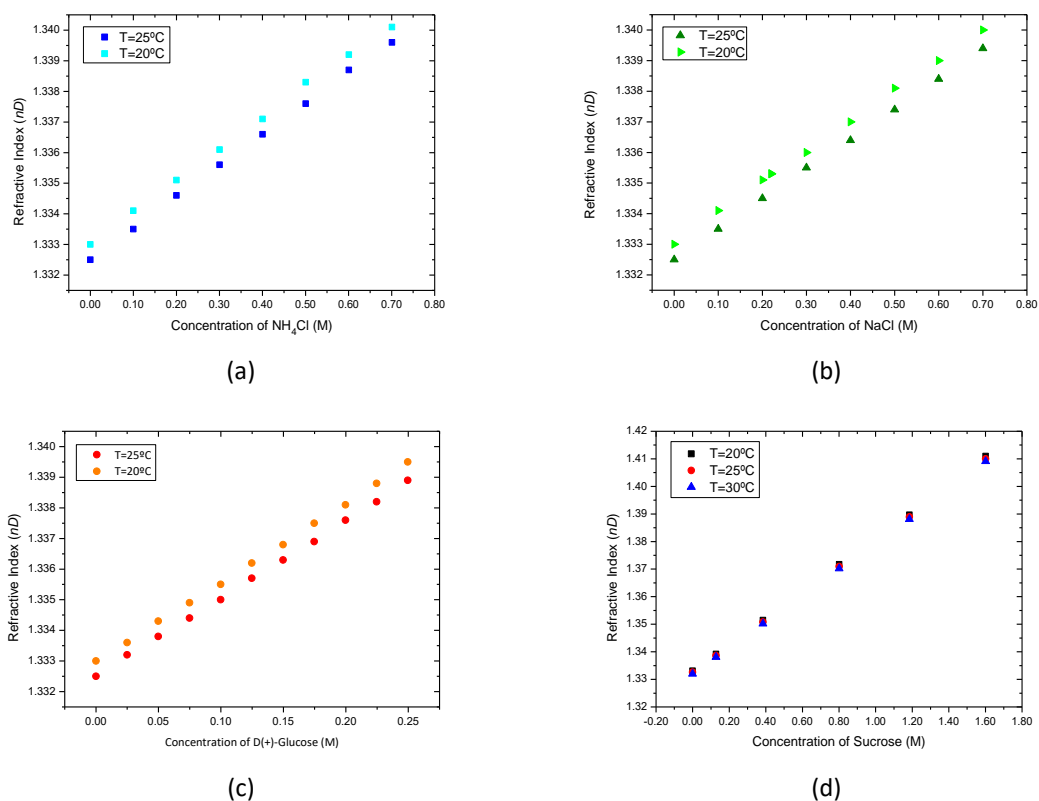 T=25ºC
T=20ºC
1.340
1.339
1.338
1.337
1.336
1.335
1.334
1.333
1.332
Refractive Index (nD)
0.00 0.10 0.20 0.30 0.40 0.50 0.60 0.70 0.80
Concentration of NH₄Cl (M)
(a)
T=25ºC
T=20ºC
1.340
1.339
1.338
1.337
1.336
1.335
1.334
1.333
1.332
Refractive Index (nD)
0.00 0.10 0.20 0.30 0.40 0.50 0.60 0.70 0.80
Concentration of NaCl (M)
(b)
T=25ºC
T=20ºC
1.340
1.339
1.338
1.337
1.336
1.335
1.334
1.333
1.332
Refractive Index (nD)
0.00 0.05 0.10 0.15 0.20 0.25
Concentration of D(+)-Glucose (M)
(c)
T=20ºC
T=25ºC
T=30ºC
1.42
1.41
1.40
1.39
1.38
1.37
1.36
1.35
1.34
1.33
Refractive Index (nD)
-0.20 0.00 0.20 0.40 0.60 0.80 1.00 1.20 1.40 1.60 1.80
Concentration of Sucrose (M)
(d)